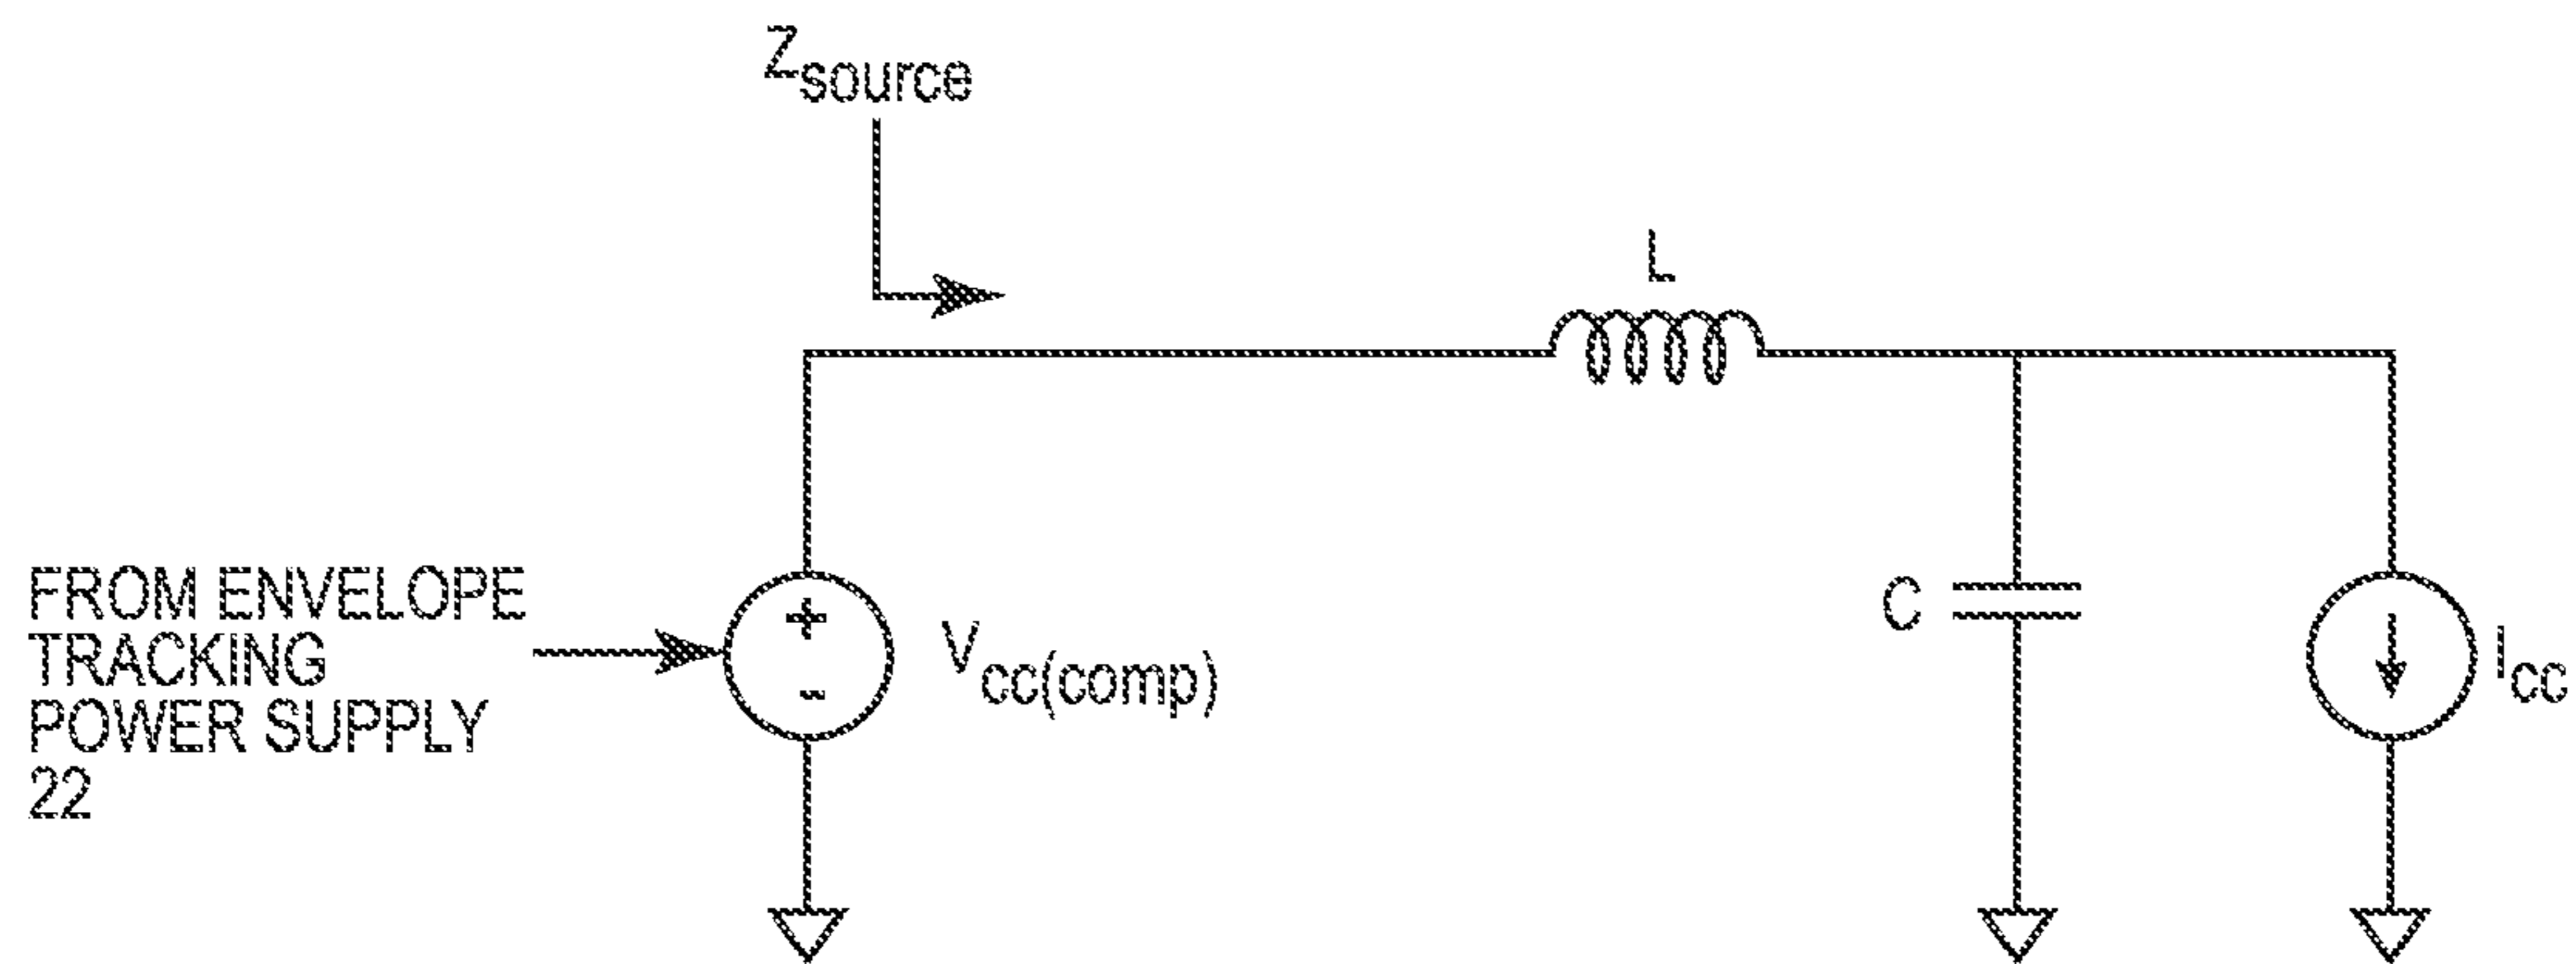 Zsource
L
FROM ENVELOPE
TRACKING
POWER SUPPLY
22
+
-
Vcc(comp)
C
Icc